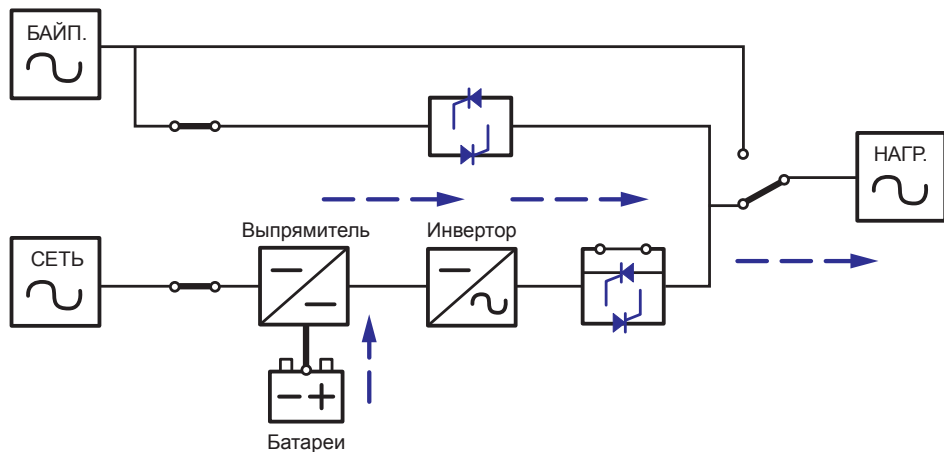 БАЙП.
НАГР.
Выпрямитель
Инвертор
СЕТЬ
Батареи